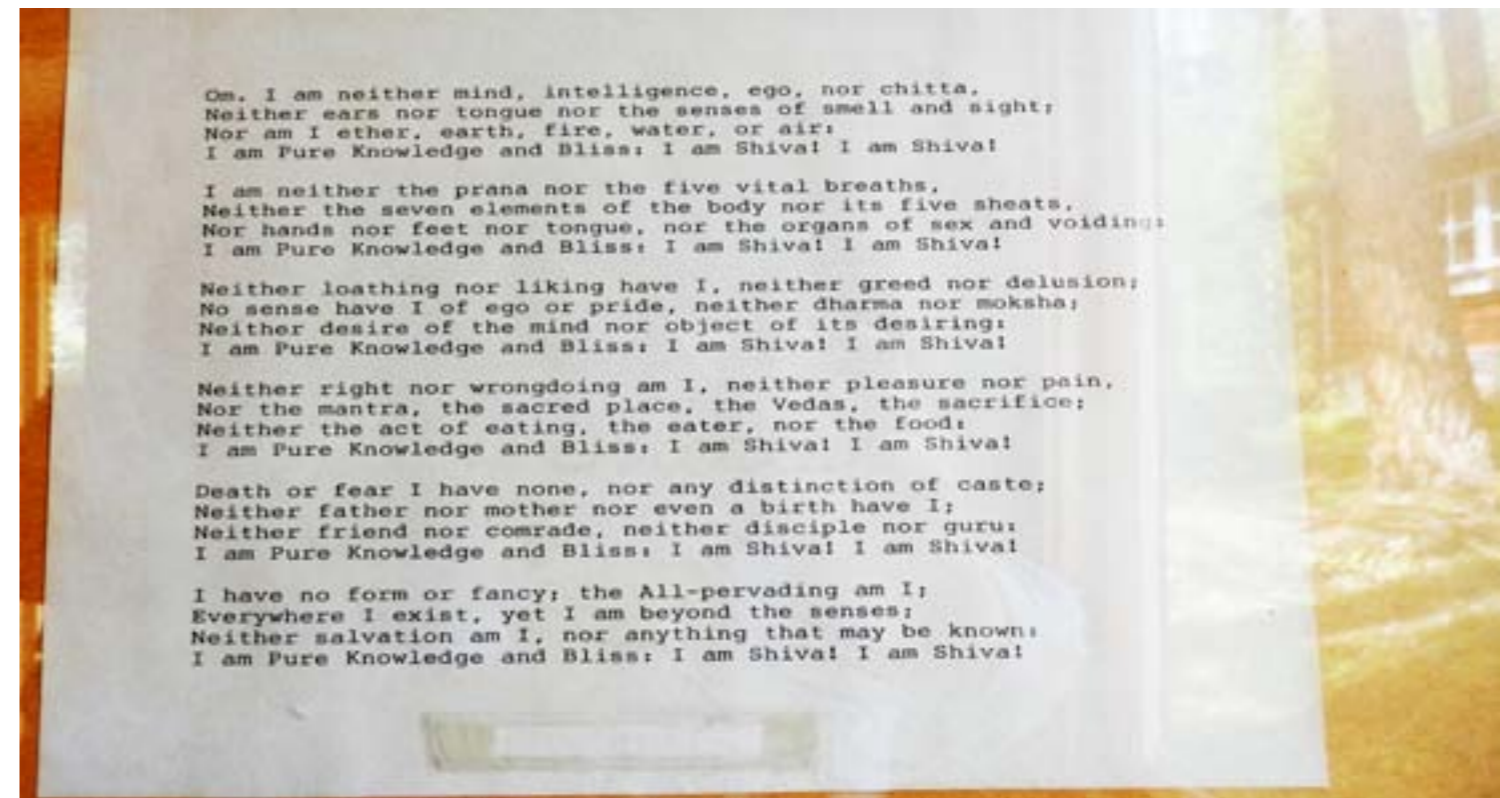 Om. I am neither mind, intelligence, ego, nor chitta,
Neither ears nor tongue nor the senses of smell and sight;
Nor am I ether, earth, fire, water, or air:
I am Pure Knowledge and Bliss: I am Shiva! I am Shiva!
I am neither the prana nor the five vital breaths,
Neither the seven elements of the body nor its five sheats,
Nor hands nor feet nor tongue, nor the organs of sex and voiding:
I am Pure Knowledge and Bliss: I am Shiva! I am Shiva!
Neither loathing nor liking have I, neither greed nor delusion;
No sense have I of ego or pride, neither dharma nor moksha;
Neither desire of the mind nor object of its desiring:
I am Pure Knowledge and Bliss: I am Shiva! I am Shiva!
Neither right nor wrongdoing am I, neither pleasure nor pain,
Nor the mantra, the sacred place, the Vedas, the sacrifice;
Neither the act of eating, the eater, nor the food:
I am Pure Knowledge and Bliss: I am Shiva! I am Shiva!
Death or fear I have none, nor any distinction of caste;
Neither father nor mother nor even a birth have I;
Neither friend nor comrade, neither disciple nor guru:
I am Pure Knowledge and Bliss: I am Shiva! I am Shiva!
I have no form or fancy; the All-pervading am I;
Everywhere I exist, yet I am beyond the senses;
Neither salvation am I, nor anything that may be known:
I am Pure Knowledge and Bliss: I am Shiva! I am Shiva!